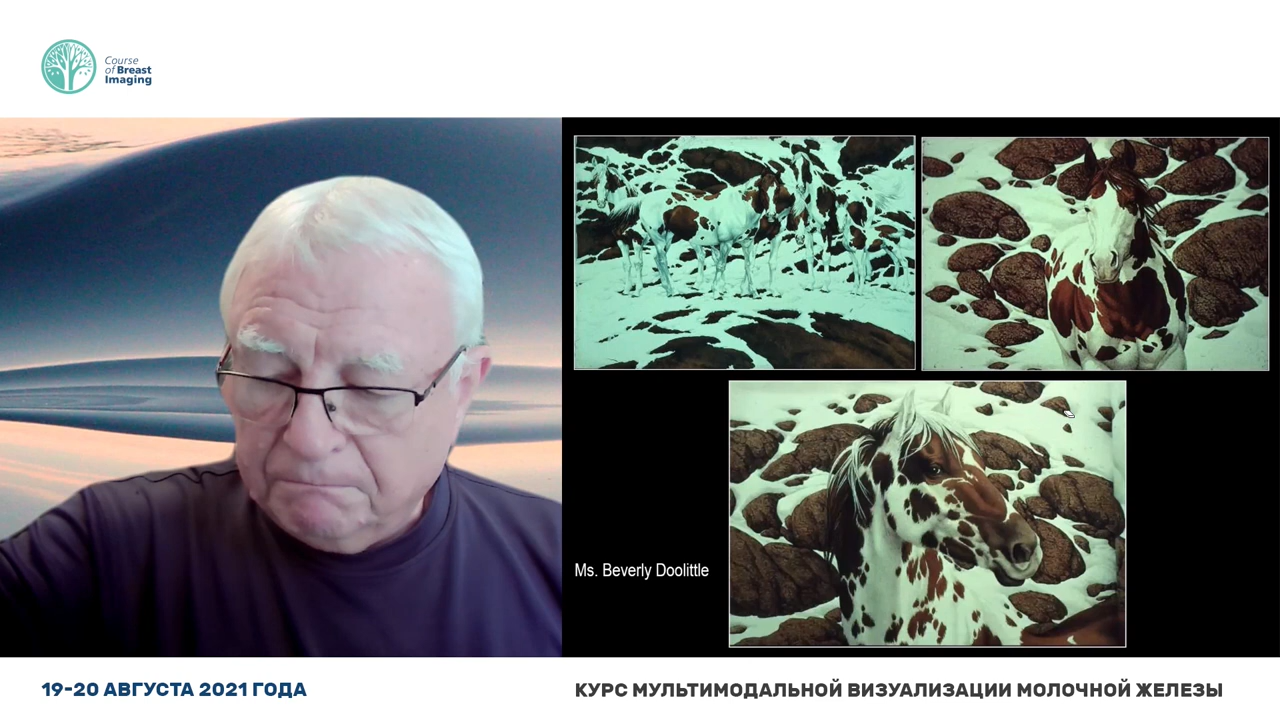 Course
of Breast
Imaging
Ms. Beverly Doolittle
19-20 АВГУСТА 2021 ГОДА
КУРС МУЛЬТИМОДАЛЬНОЙ ВИЗУАЛИЗАЦИИ МОЛОЧНОЙ ЖЕЛЕЗЫ